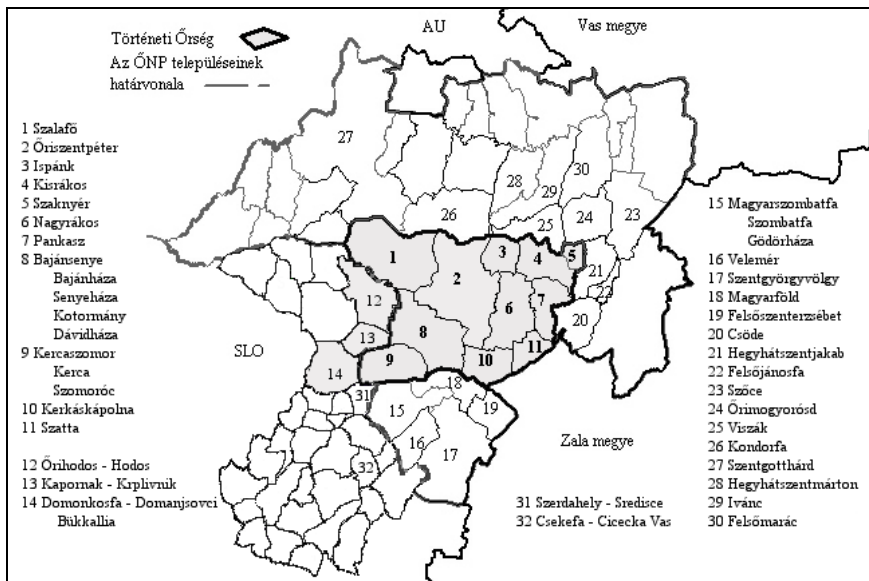 AU
Vas megye
Történeti Őrség
Az ŐNP településeinek
határvonala
1 Szalafő
2 Őriszentpéter
3 Ispánk
4 Kisrákos
5 Szaknyér
6 Nagyrákos
7 Pankasz
8 Bajánsenye
Bajánháza
Senyeháza
Kotormány
Dávidháza
9 Kercaszomor
Kerca
Szomoróc
10 Kerkáskápolna
11 Szatta
12 Őrihodos - Hodos
13 Kapornak - Krplivnik
14 Domonkosfa - Domanjsovci
Bükkallia
SLO
27
28
29
30
26
25
24
23
1
2
3
4
5
21
22
20
12
6
7
8
13
9
10
11
14
31
15
18
19
16
17
32
Zala megye
31 Szerdahely - Sredisce
32 Csekefa - Cicecka Vas
15 Magyarszombatfa
Szombatfa
Gödörháza
16 Velemér
17 Szentgyörgyvölgy
18 Magyarföld
19 Felsőszenterzsébet
20 Csöde
21 Hegyhátszentjakab
22 Felsőjánosfa
23 Szőce
24 Őrimogyorósd
25 Viszák
26 Kondorfa
27 Szentgotthárd
28 Hegyhátszentmárton
29 Ivánc
30 Felsőmarác